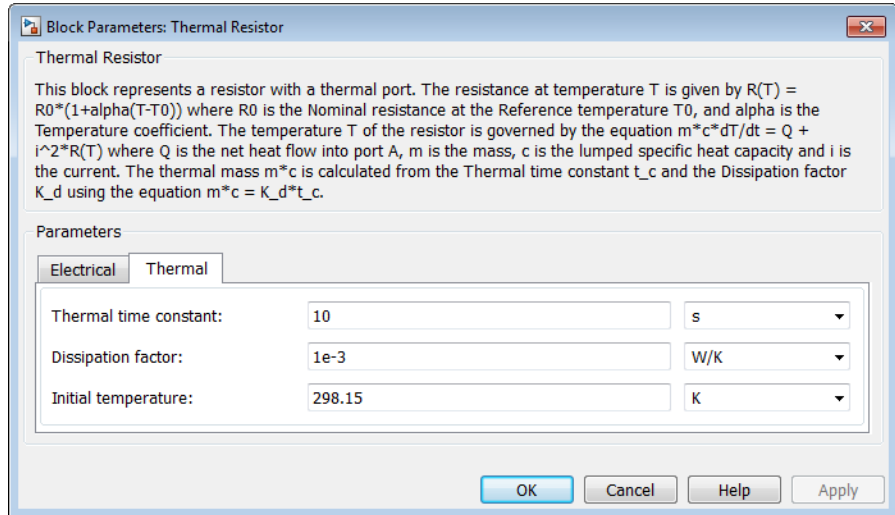 Block Parameters: Thermal Resistor
Thermal Resistor
This block represents a resistor with a thermal port. The resistance at temperature T is given by R(T) =
R0*(1+alpha(T-T0)) where R0 is the Nominal resistance at the Reference temperature T0, and alpha is the
Temperature coefficient. The temperature T of the resistor is governed by the equation m*c*dT/dt = Q +
i^2*R(T) where Q is the net heat flow into port A, m is the mass, c is the lumped specific heat capacity and i is
the current. The thermal mass m*c is calculated from the Thermal time constant t_c and the Dissipation factor
K_d using the equation m*c = K_d*t_c.
Parameters
Electrical Thermal
Thermal time constant: 10 s
Dissipation factor: 1e-3 W/K
Initial temperature: 298.15 K
OK Cancel Help Apply